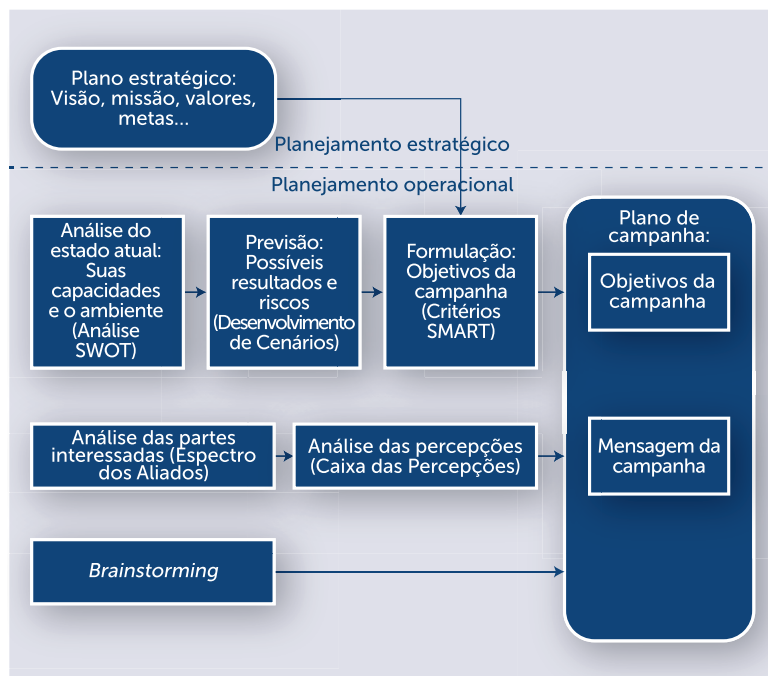 Plano estratégico:
Visão, missão, valores,
metas...
Planejamento estratégico
Planejamento operacional
Análise do
estado atual:
Suas
capacidades
e o ambiente
(Análise
SWOT)
Previsão:
Possíveis
resultados e
riscos
(Desenvolvimento
de Cenários)
Formulação:
Objetivos da
campanha
(Critérios
SMART)
Plano de
campanha:
Objetivos da
campanha
Análise das partes
interessadas (Espectro
dos Aliados)
Análise das percepções
(Caixa das Percepções)
Mensagem da
campanha
Brainstorming